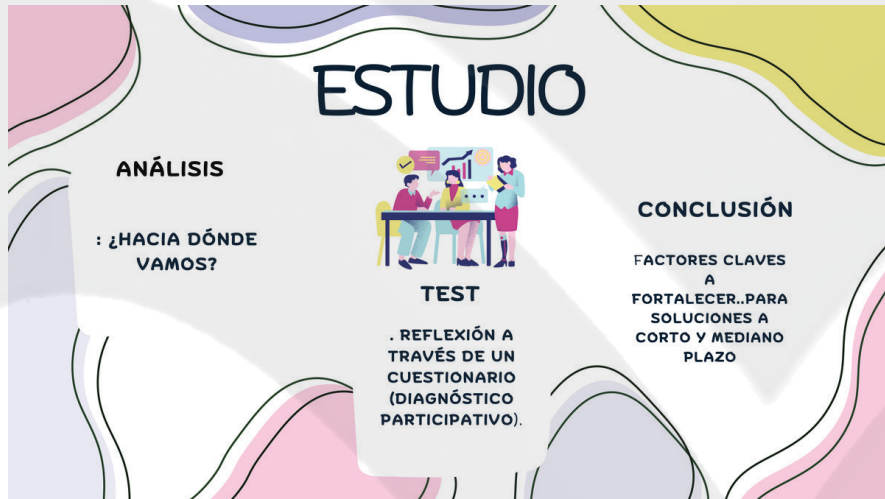 ESTUDIO
ANÁLISIS
: ¿HACIA DÓNDE
VAMOS?
TEST
. REFLEXIÓN A
TRAVÉS DE UN
CUESTIONARIO
(DIAGNÓSTICO
PARTICIPATIVO).
CONCLUSIÓN
FACTORES CLAVES
A
FORTALECER..PARA
SOLUCIONES A
CORTO Y MEDIANO
PLAZO